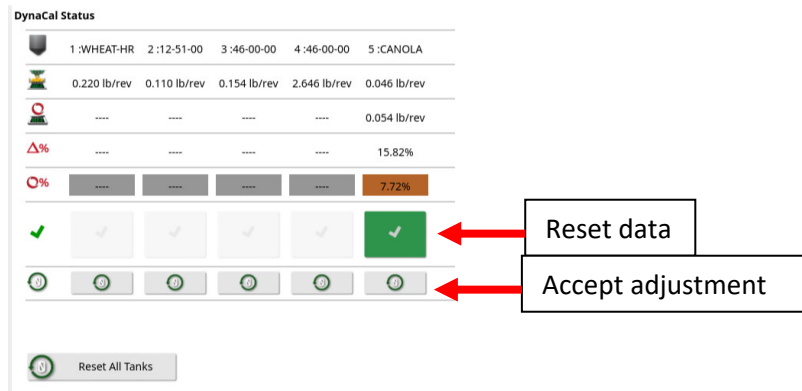 DynaCal Status
1 :WHEAT-HR 2 :12-51-00 3 :46-00-00 4 :46-00-00 5 :CANOLA
0.220 lb/rev 0.110 lb/rev 0.154 lb/rev 2.646 lb/rev 0.046 lb/rev
---- ---- ---- ---- 0.054 lb/rev
Δ% ---- ---- ---- ---- 15.82%
% ---- ---- ---- ---- 7.72%
Reset data
Accept adjustment
Reset All Tanks